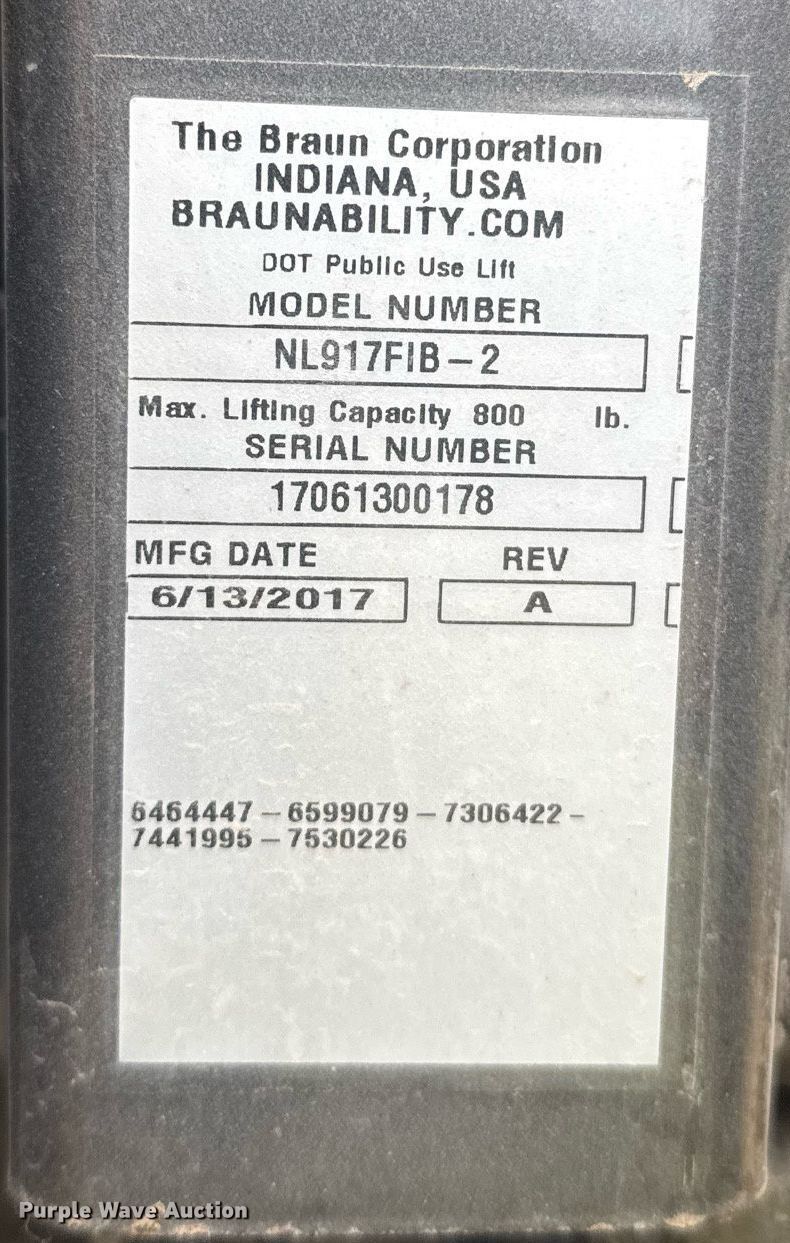 The Braun Corporation
INDIANA, USA
BRAUNABILITY.COM
DOT Public Use Lift
MODEL NUMBER
NL917FIB-2
Max. Lifting Capacity 800 lb.
SERIAL NUMBER
17061300178
MFG DATE REV
6/13/2017 A
6464447-6599079-7306422-
7441995-7530226
Purple Wave Auction